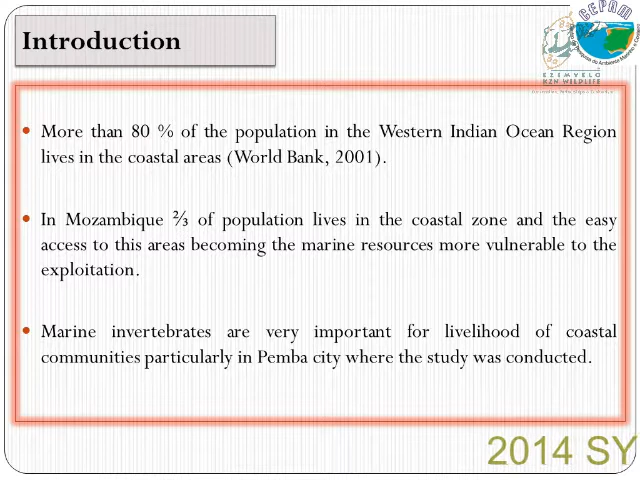 Introduction
CEPAM
EZEMVELO
KZN WILDLIFE
• More than 80 % of the population in the Western Indian Ocean Region
lives in the coastal areas (World Bank, 2001).
• In Mozambique ⅔ of population lives in the coastal zone and the easy
access to this areas becoming the marine resources more vulnerable to the
exploitation.
• Marine invertebrates are very important for livelihood of coastal
communities particularly in Pemba city where the study was conducted.
2014 SY